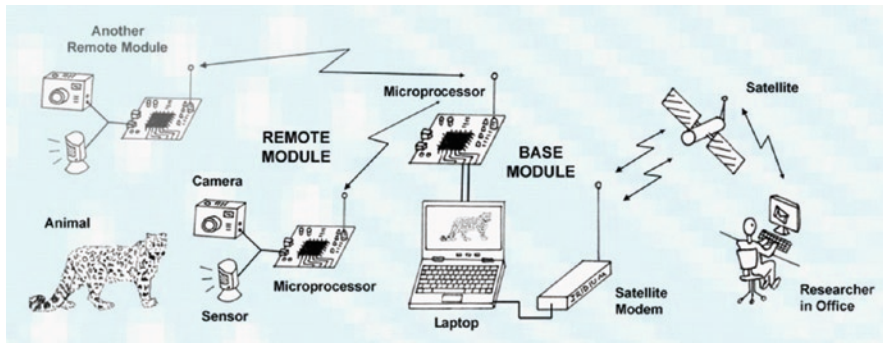 Another
Remote Module
Microprocessor
Satellite
REMOTE
MODULE
BASE
MODULE
Camera
Animal
Microprocessor
Sensor
Laptop
IRIDIUM
Satellite
Modem
Researcher
in Office